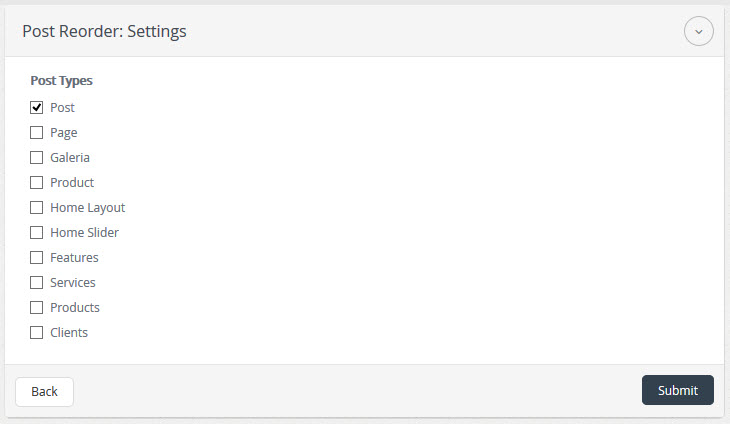 Post Reorder: Settings
Post Types
Post
Page
Galeria
Product
Home Layout
Home Slider
Features
Services
Products
Clients
Back
Submit